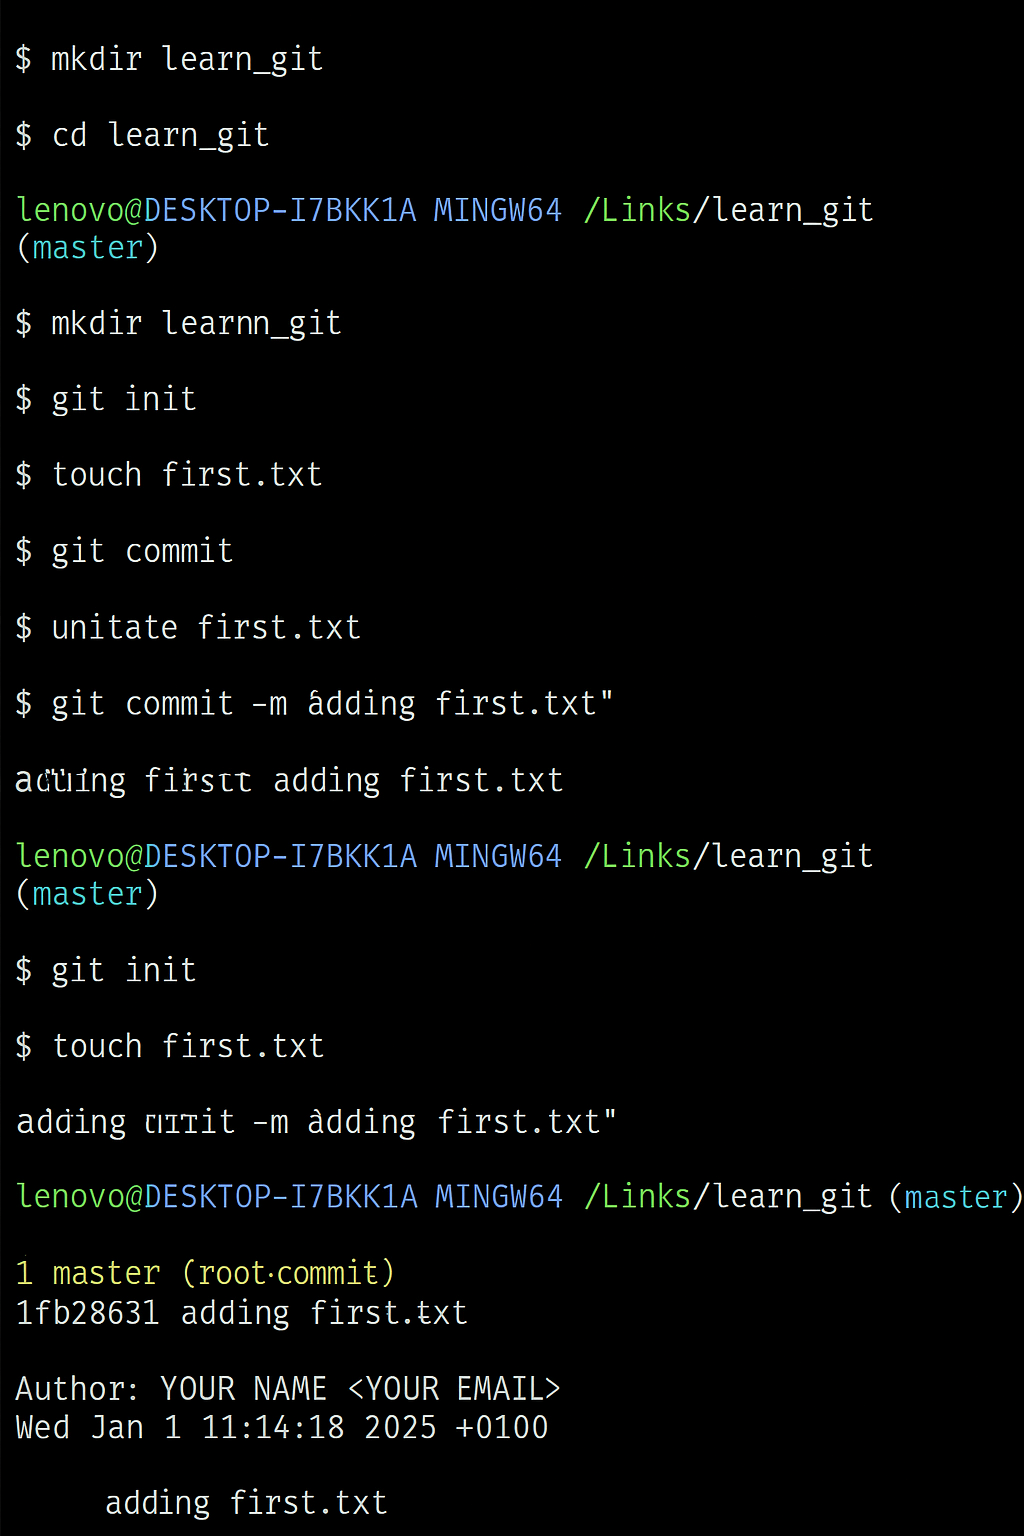 $ mkdir learn_git
$ cd learn_git
lenovo@DESKTOP-I7BKK1A MINGW64 /Links/learn_git
(master)
$ mkdir learnn_git
$ git init
$ touch first.txt
$ git commit
$ unitate first.txt
$ git commit -m adding first.txt"
adding first.txt
lenovo@DESKTOP-I7BKK1A MINGW64 /Links/learn_git
(master)
$ git init
$ touch first.txt
adding -m adding first.txt"
lenovo@DESKTOP-I7BKK1A MINGW64 /Links/learn_git (master)
1 master (root·commit)
1fb28631 adding first.txt
Author: YOUR NAME <YOUR EMAIL>
Wed Jan 1 11:14:18 2025 +0100
adding first.txt